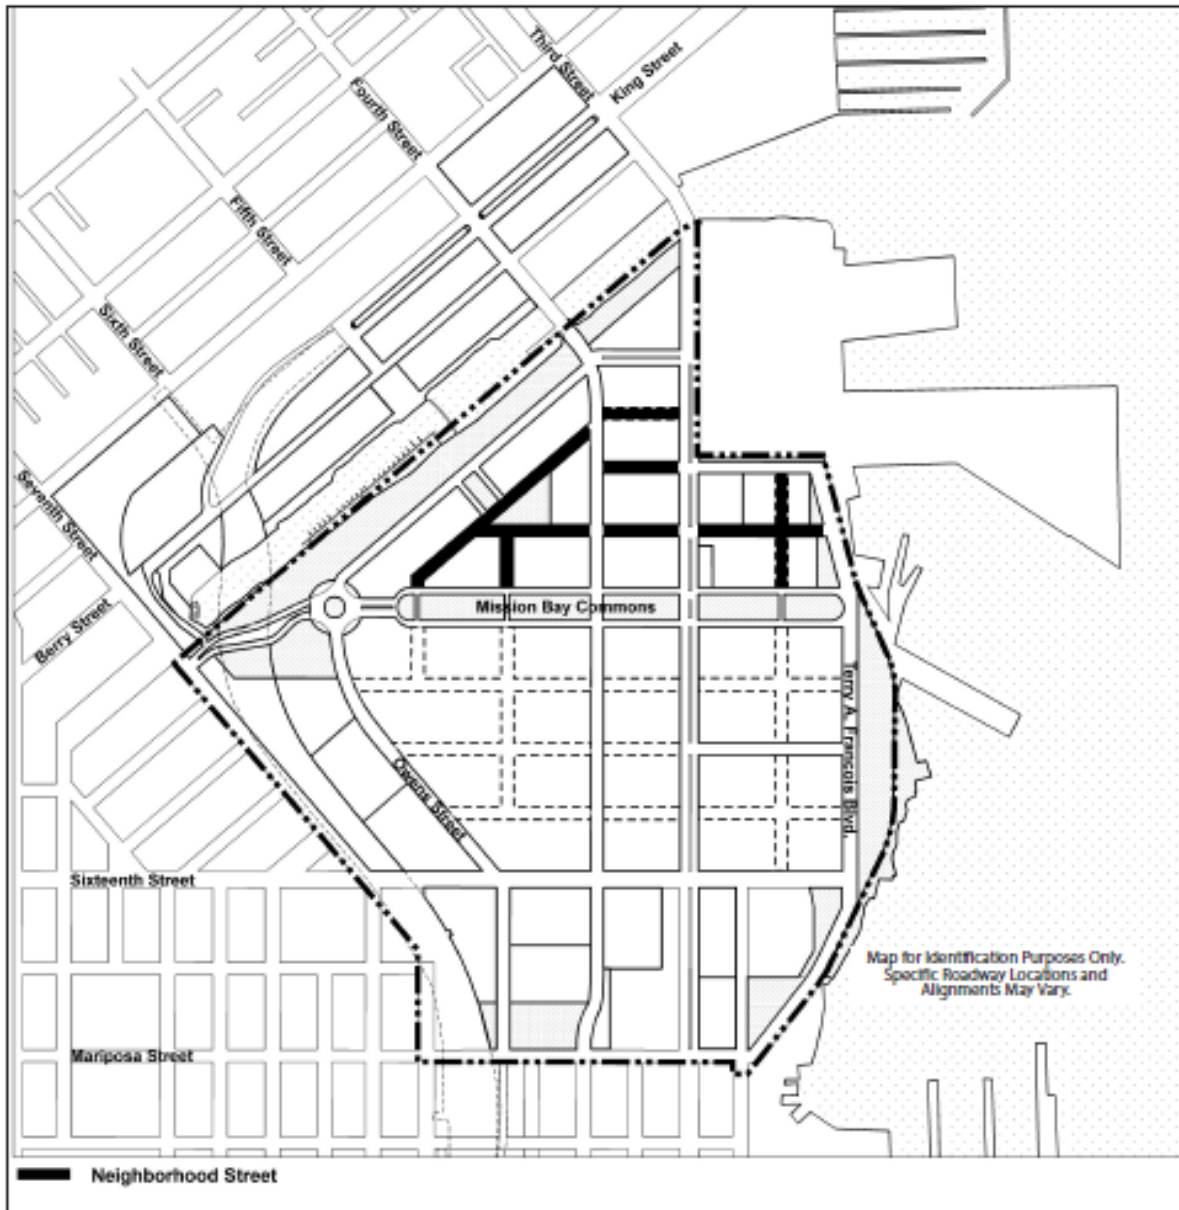 Third Street
King Street
Fourth Street
Fifth Street
Sixth Street
Seventh Street
Berry Street
Mission Bay Commons
Terry A. Francois Blvd.
Owens Street
Sixteenth Street
Map for Identification Purposes Only.
Specific Roadway Locations and
Alignments May Vary.
Mariposa Street
Neighborhood Street